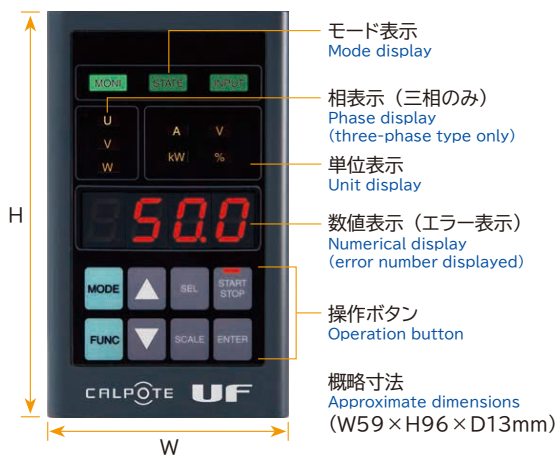 モード表示
Mode display
MONI STATE INPUT
相表示（三相のみ）
Phase display
(three-phase type only)
U
V
W
A V
kW %
単位表示
Unit display
50.0
数値表示（エラー表示）
Numerical display
(error number displayed)
H
MODE ▲ SEL START
STOP
FUNC ▼ SCALE ENTER
操作ボタン
Operation button
CALPOTE UF
概略寸法
Approximate dimensions
(W59×H96×D13mm)
W